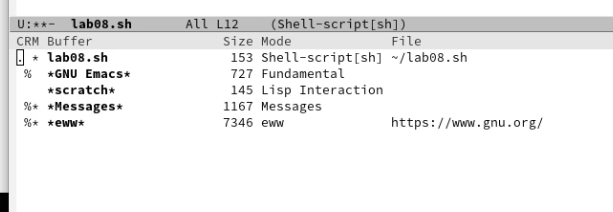 U:**-  lab08.sh       All L12    (Shell-script[sh])
CRM Buffer                Size Mode             File
. * lab08.sh               153 Shell-script[sh] ~/lab08.sh
 %  *GNU Emacs*            727 Fundamental
    *scratch*              145 Lisp Interaction
 %* *Messages*            1167 Messages
 %* *eww*                 7346 eww              https://www.gnu.org/